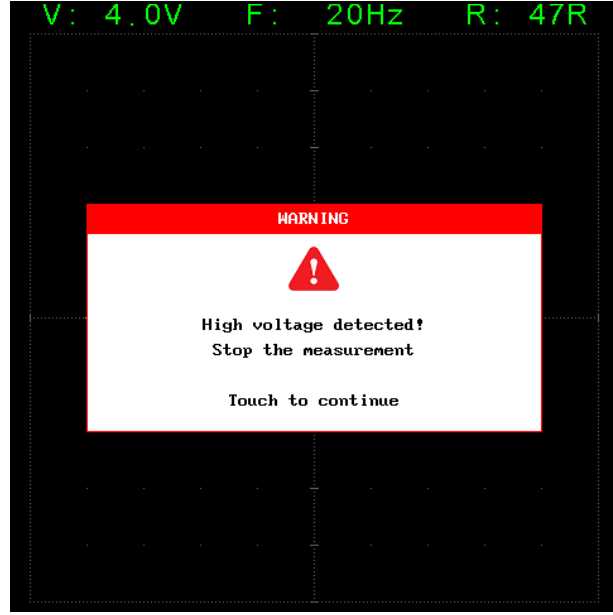 V: 4.0V F: 20Hz R: 47R
WARNING
!
High voltage detected!
Stop the measurement
Touch to continue